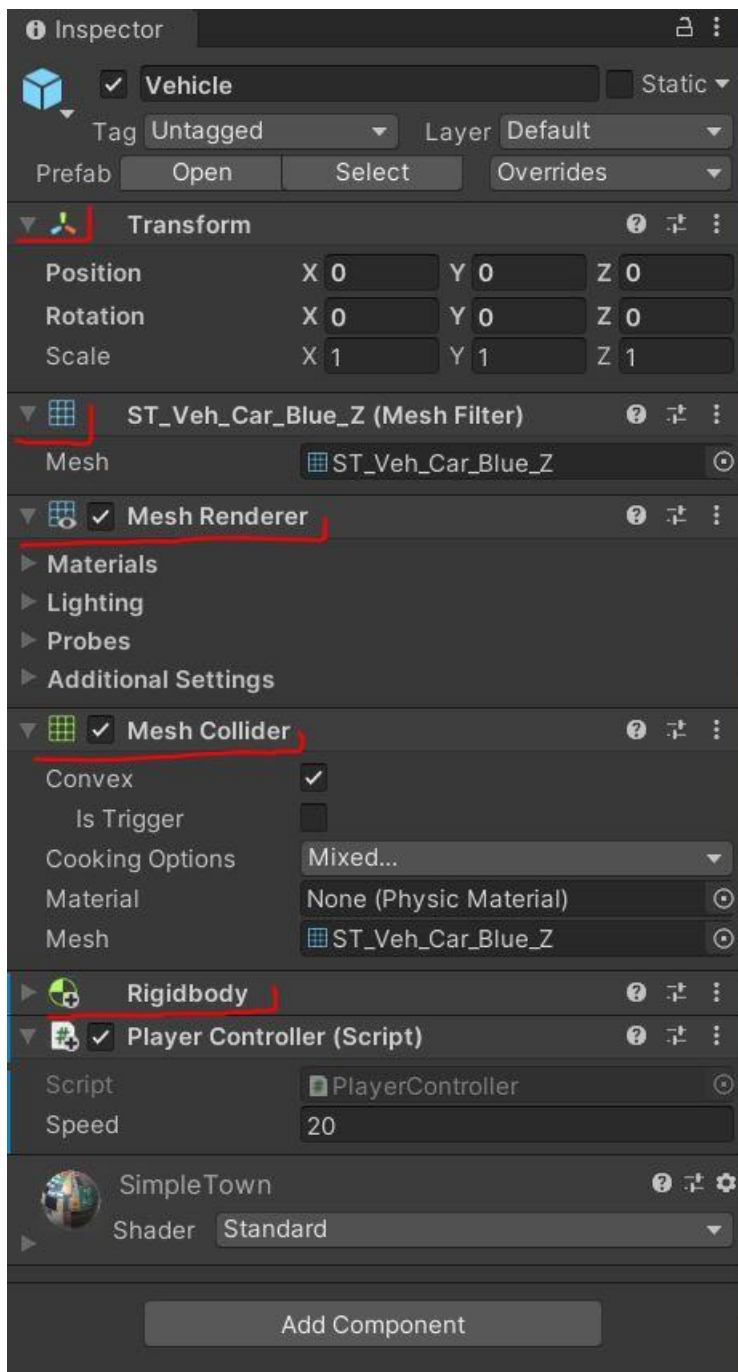 Inspector
Vehicle Static
Tag Untagged Layer Default
Prefab Open Select Overrides
Transform
Position X 0 Y 0 Z 0
Rotation X 0 Y 0 Z 0
Scale X 1 Y 1 Z 1
ST_Veh_Car_Blue_Z (Mesh Filter)
Mesh ST_Veh_Car_Blue_Z
Mesh Renderer
Materials
Lighting
Probes
Additional Settings
Mesh Collider
Convex
Is Trigger
Cooking Options Mixed...
Material None (Physic Material)
Mesh ST_Veh_Car_Blue_Z
Rigidbody
Player Controller (Script)
Script PlayerController
Speed 20
SimpleTown
Shader Standard
Add Component